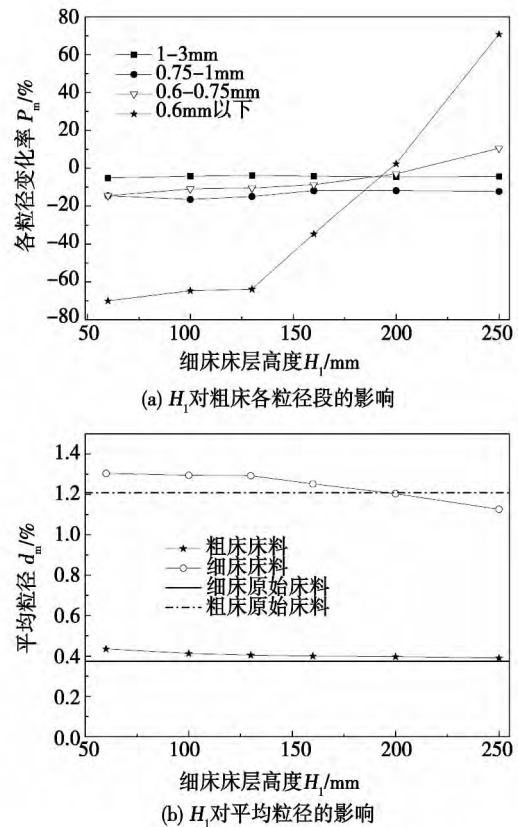 80
60
40
20
0
-20
-40
-60
-80
各粒径变化率 Pm/%
1-3mm
0.75-1mm
0.6-0.75mm
0.6mm以下
50 100 150 200 250
细床床层高度H1/mm
(a) H1对粗床各粒径段的影响
1.4
1.2
1.0
0.8
0.6
0.4
0.2
0.0
平均粒径 dm/%
粗床床料
细床床料
细床原始床料
粗床原始床料
50 100 150 200 250
细床床层高度H1/mm
(b) H1对平均粒径的影响